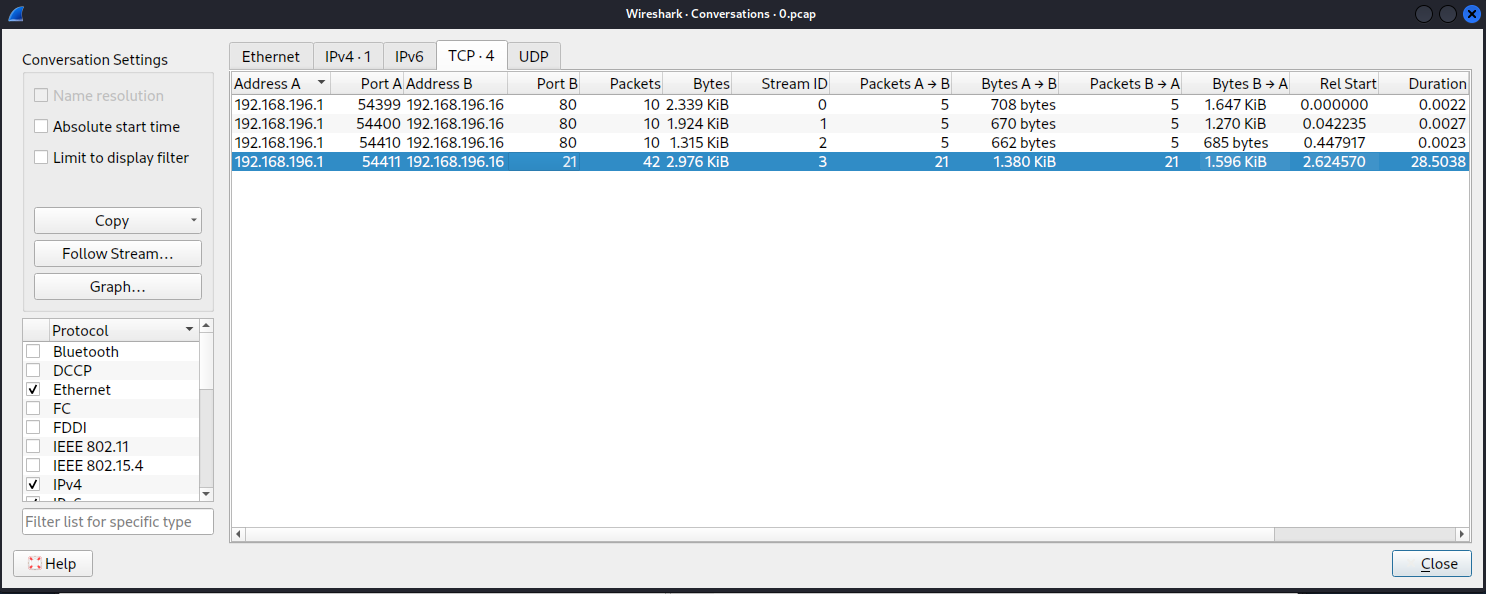 Wireshark · Conversations · 0.pcap
Conversation Settings
Name resolution
Absolute start time
Limit to display filter
Copy
Follow Stream…
Graph…
Protocol
Bluetooth
DCCP
Ethernet
FC
FDDI
IEEE 802.11
IEEE 802.15.4
IPv4
Filter list for specific type
Help
Ethernet IPv4 · 1 IPv6 TCP · 4 UDP
Address A Port A Address B Port B Packets Bytes Stream ID Packets A → B Bytes A → B Packets B → A Bytes B → A Rel Start Duration
192.168.196.1 54399 192.168.196.16 80 10 2.339 KiB 0 5 708 bytes 5 1.647 KiB 0.000000 0.0022
192.168.196.1 54400 192.168.196.16 80 10 1.924 KiB 1 5 670 bytes 5 1.270 KiB 0.042235 0.0027
192.168.196.1 54410 192.168.196.16 80 10 1.315 KiB 2 5 662 bytes 5 685 bytes 0.447917 0.0023
192.168.196.1 54411 192.168.196.16 21 42 2.976 KiB 3 21 1.380 KiB 21 1.596 KiB 2.624570 28.5038
Close